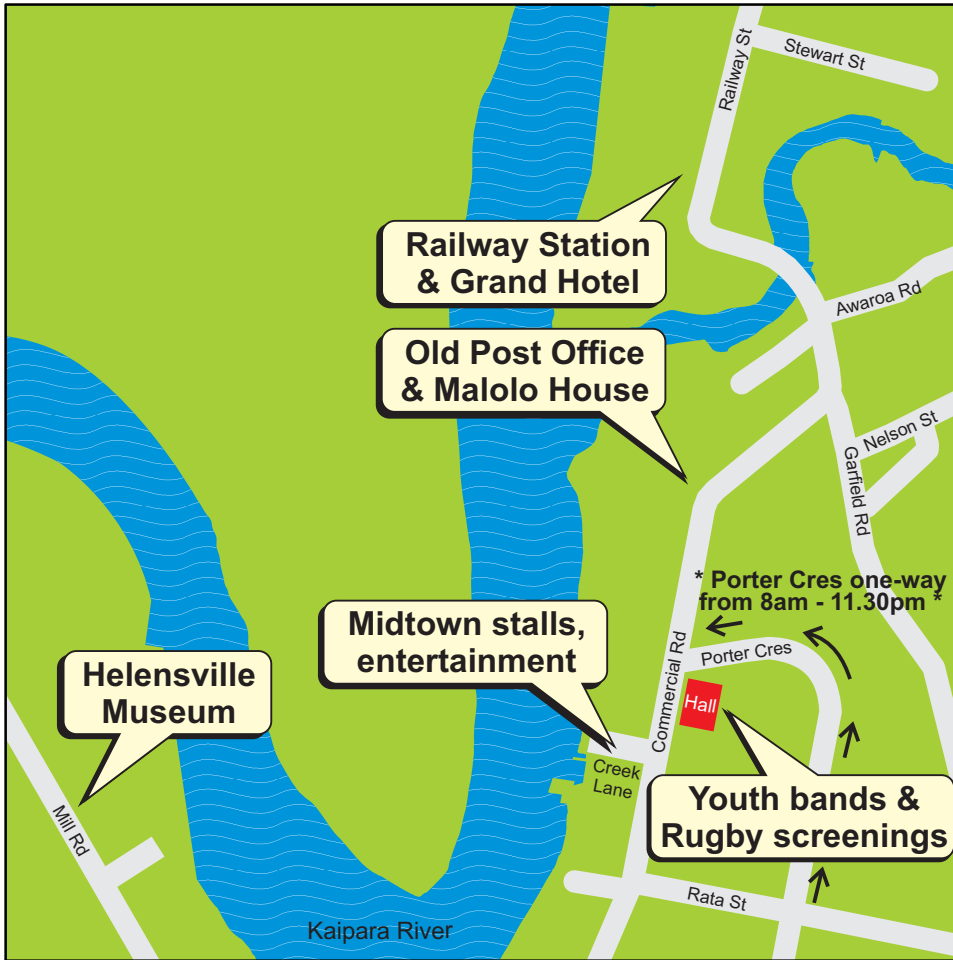 Railway St
Stewart St
Railway Station
& Grand Hotel
Awaroa Rd
Old Post Office
& Malolo House
Nelson St
Garfield Rd
* Porter Cres one-way
from 8am - 11.30pm *
Midtown stalls,
entertainment
Commercial Rd
Porter Cres
Helensville
Museum
Hall
Creek
Lane
Youth bands &
Rugby screenings
Mill Rd
Rata St
Kaipara River